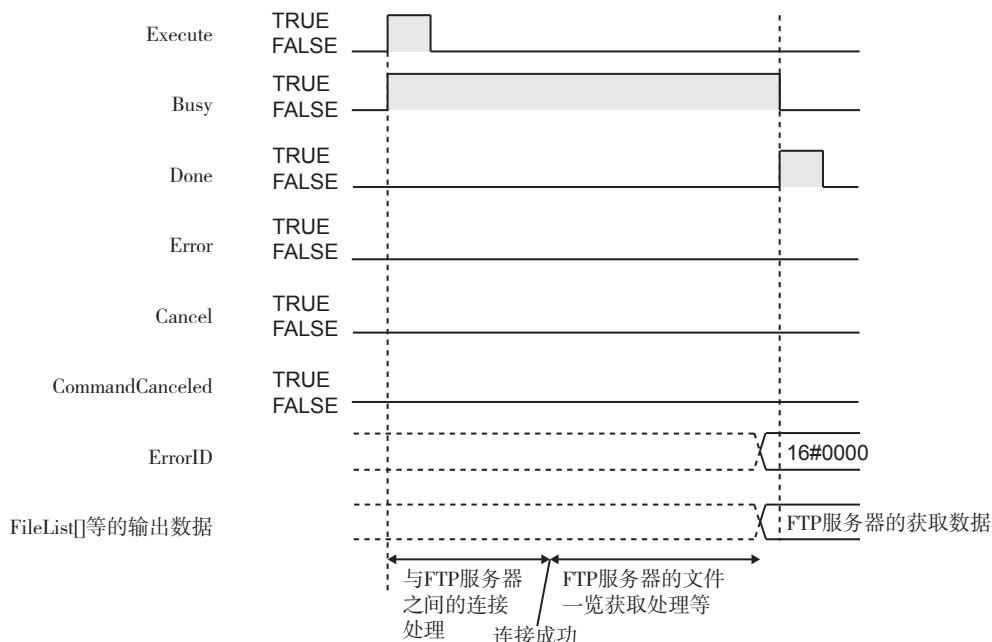 Execute
TRUE
FALSE
Busy
TRUE
FALSE
Done
TRUE
FALSE
Error
TRUE
FALSE
Cancel
TRUE
FALSE
CommandCanceled
TRUE
FALSE
ErrorID
16#0000
FileList[]等的输出数据
FTP服务器的获取数据
与FTP服务器
之间的连接
处理
连接成功
FTP服务器的文件
一览获取处理等